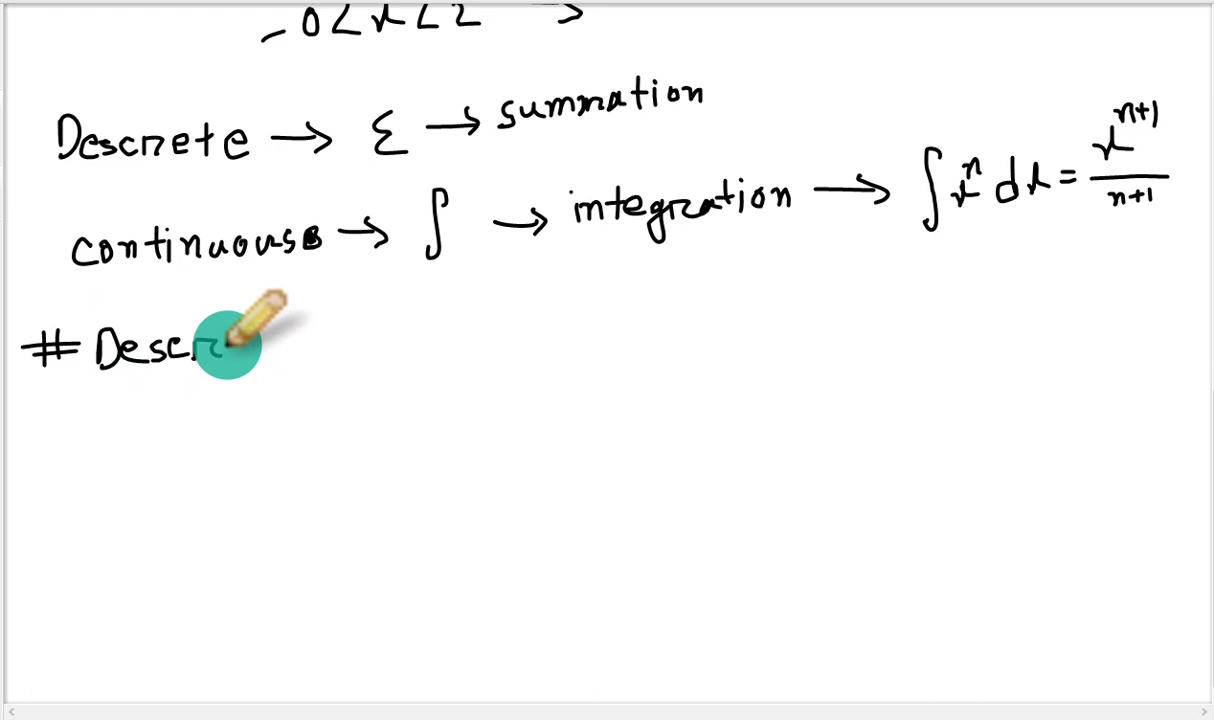 - 0 < x < 2 →
Descrete → Σ → summation
continuous → ∫ → integration → ∫ xⁿ dx = xⁿ⁺¹ / n+1
# Descr